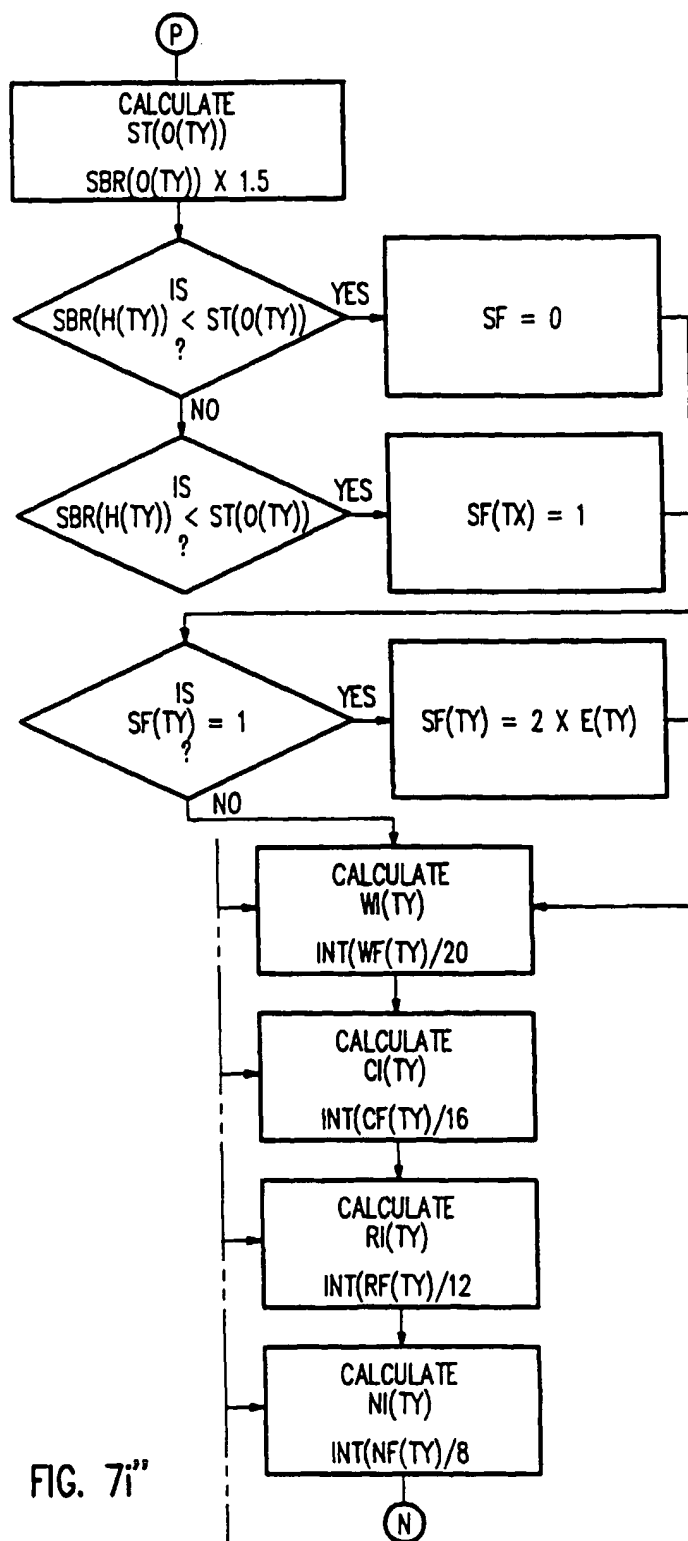 P
CALCULATE
ST(O(TY))
SBR(O(TY)) X 1.5
IS
SBR(H(TY)) < ST(O(TY))
?
YES
SF = 0
NO
IS
SBR(H(TY)) < ST(O(TY))
?
YES
SF(TX) = 1
IS
SF(TY) = 1
?
YES
SF(TY) = 2 X E(TY)
NO
CALCULATE
WI(TY)
INT(WF(TY)/20
CALCULATE
CI(TY)
INT(CF(TY)/16
CALCULATE
RI(TY)
INT(RF(TY)/12
CALCULATE
NI(TY)
INT(NF(TY)/8
FIG. 7i"
N